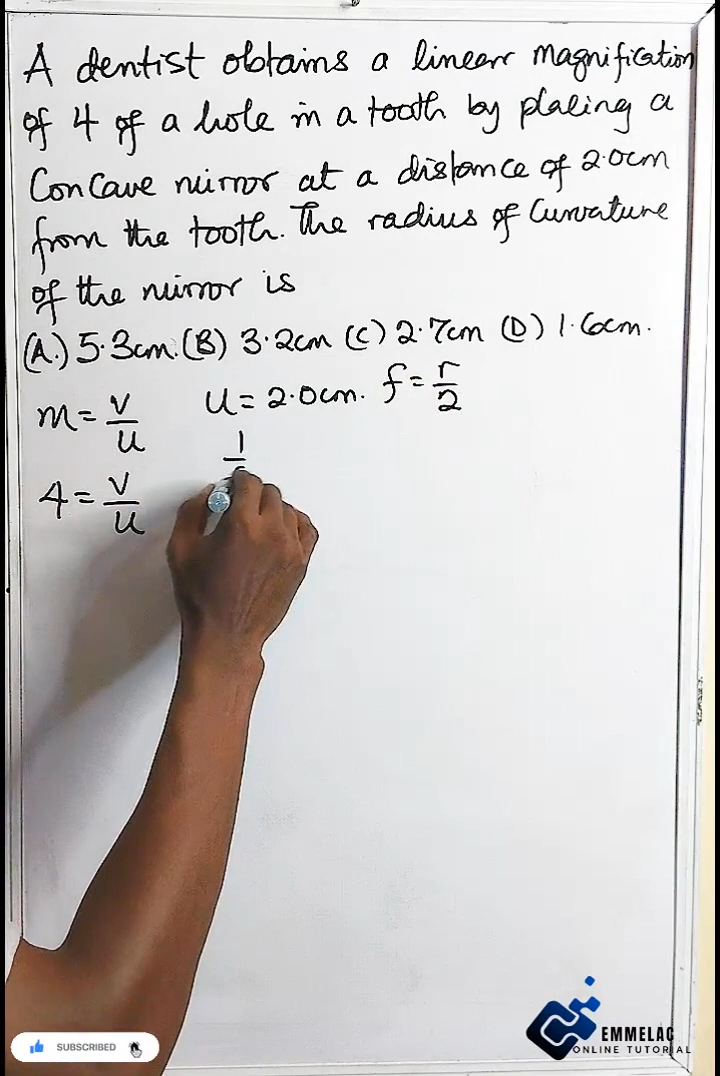 A dentist obtains a linear magnification
of 4 of a hole in a tooth by placing a
Concave mirror at a distance of 2.0cm
from the tooth. The radius of Curvature
of the mirror is
(A.) 5.3cm. (B) 3.2cm (C) 2.7cm (D) 1.6cm.
m = v/u u = 2.0cm. f = r/2
1
4 = v/u
SUBSCRIBED
EMMELAC
ONLINE TUTORIAL